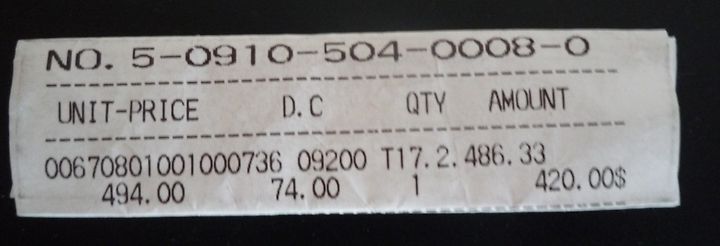 NO. 5-0910-504-0008-0
UNIT-PRICE D.C QTY AMOUNT
00670801001000736 09200 T17.2.486.33
494.00 74.00 1 420.00$